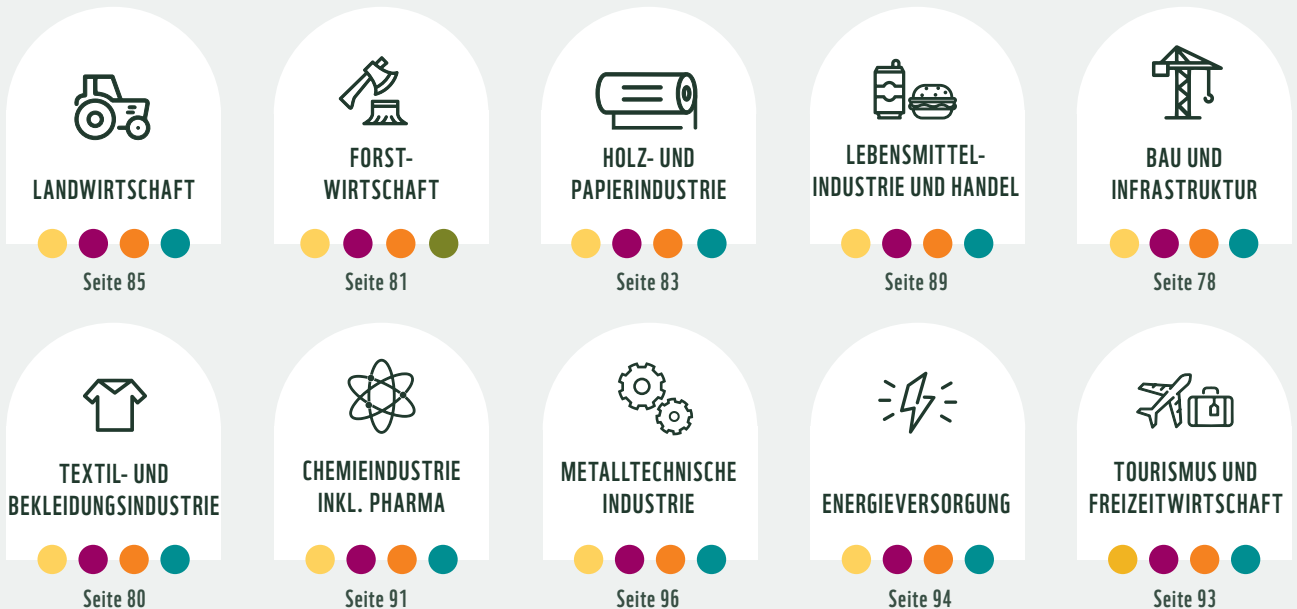 LANDWIRTSCHAFT
Seite 85
FORST-
WIRTSCHAFT
Seite 81
HOLZ- UND
PAPIERINDUSTRIE
Seite 83
LEBENSMITTEL-
INDUSTRIE UND HANDEL
Seite 89
BAU UND
INFRASTRUKTUR
Seite 78
TEXTIL- UND
BEKLEIDUNGSINDUSTRIE
Seite 80
CHEMIEINDUSTRIE
INKL. PHARMA
Seite 91
METALLTECHNISCHE
INDUSTRIE
Seite 96
ENERGIEVERSORGUNG
Seite 94
TOURISMUS UND
FREIZEITWIRTSCHAFT
Seite 93